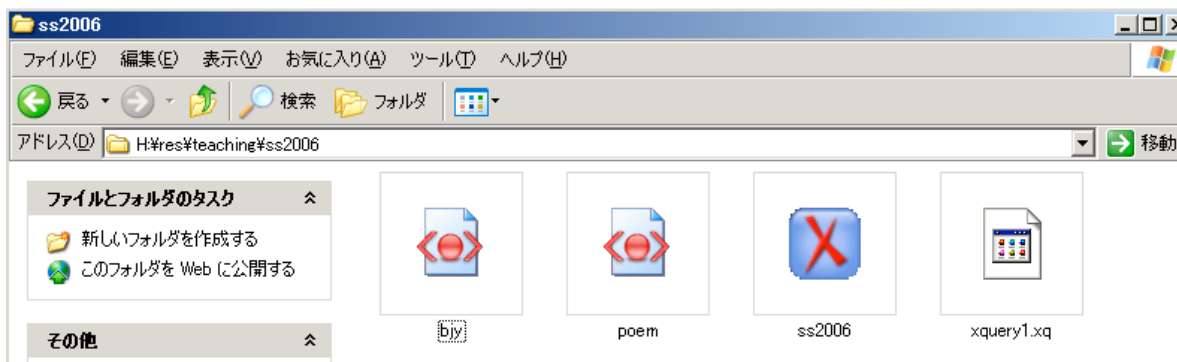 ss2006
ファイル(F) 編集(E) 表示(V) お気に入り(A) ツール(T) ヘルプ(H)
戻る 検索 フォルダ
アドレス(D) H:¥res¥teaching¥ss2006 移動
ファイルとフォルダのタスク
新しいフォルダを作成する
このフォルダを Web に公開する
その他
bjy poem ss2006 xquery1.xq